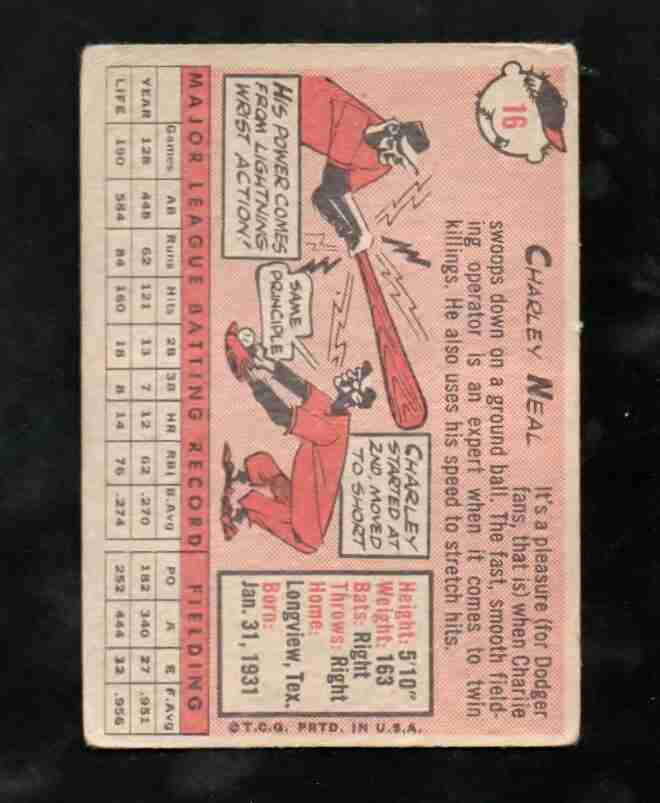 16
CHARLEY NEAL
It's a pleasure (for Dodger
fans, that is) when Charlie
swoops down on a ground ball. The fast, smooth field-
ing operator is an expert when it comes to twin
killings. He also uses his speed to stretch hits.
HIS POWER COMES
FROM LIGHTNING
WRIST ACTION!
SAME
PRINCIPLE
CHARLEY
STARTED AT
2ND, MOVED
TO SHORT
Height: 5'10"
Weight: 163
Bats: Right
Throws: Right
Home:
Longview, Tex.
Born:
Jan. 31, 1931
MAJOR LEAGUE BATTING RECORD FIELDING
Games AB Runs Hits 2B 3B HR RBI B.Avg PO A E F.Avg
YEAR 128 448 62 121 13 7 12 62 .270 182 340 27 .951
LIFE 190 584 84 160 18 8 14 76 .274 252 444 32 .956
©T.C.G. PRTD. IN U.S.A.